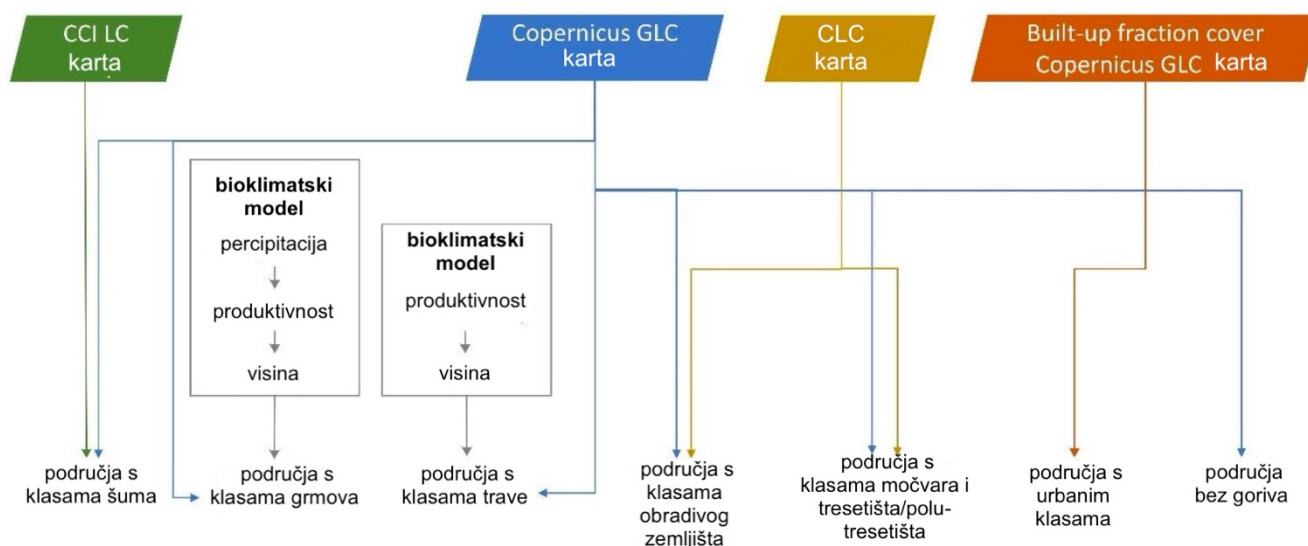 CCI LC
karta
Copernicus GLC
karta
CLC
karta
Built-up fraction cover
Copernicus GLC karta
bioklimatski
model
percipitacija
produktivnost
visina
bioklimatski
model
produktivnost
visina
područja s
klasama šuma
područja s
klasama grmova
područja s
klasama trave
područja s
klasama
obradivog
zemljišta
područja s
klasama močvara i
tresetišta/polu-
tresetišta
područja s
urbanim
klasama
područja
bez goriva